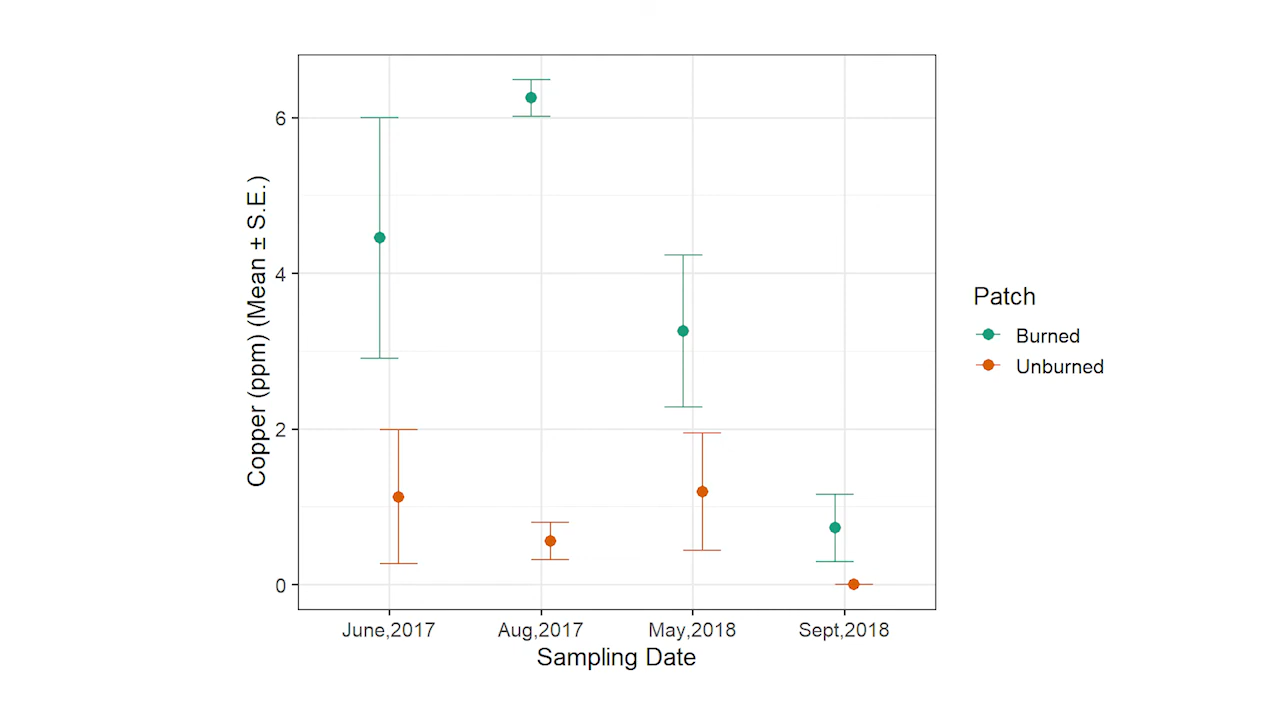 Copper (ppm) (Mean ± S.E.)
6
4
2
0
June,2017
Aug,2017
May,2018
Sept,2018
Sampling Date
Patch
Burned
Unburned